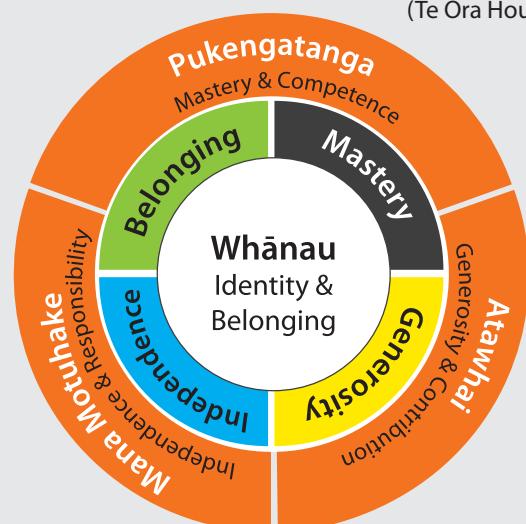 (Te Ora Hou
Pukengatanga
Mastery & Competence
Belonging
Mastery
Whānau
Identity &
Belonging
Independence
Generosity
Mana Motuhake
Independence & Responsibility
Atawhai
Generosity & Contribution